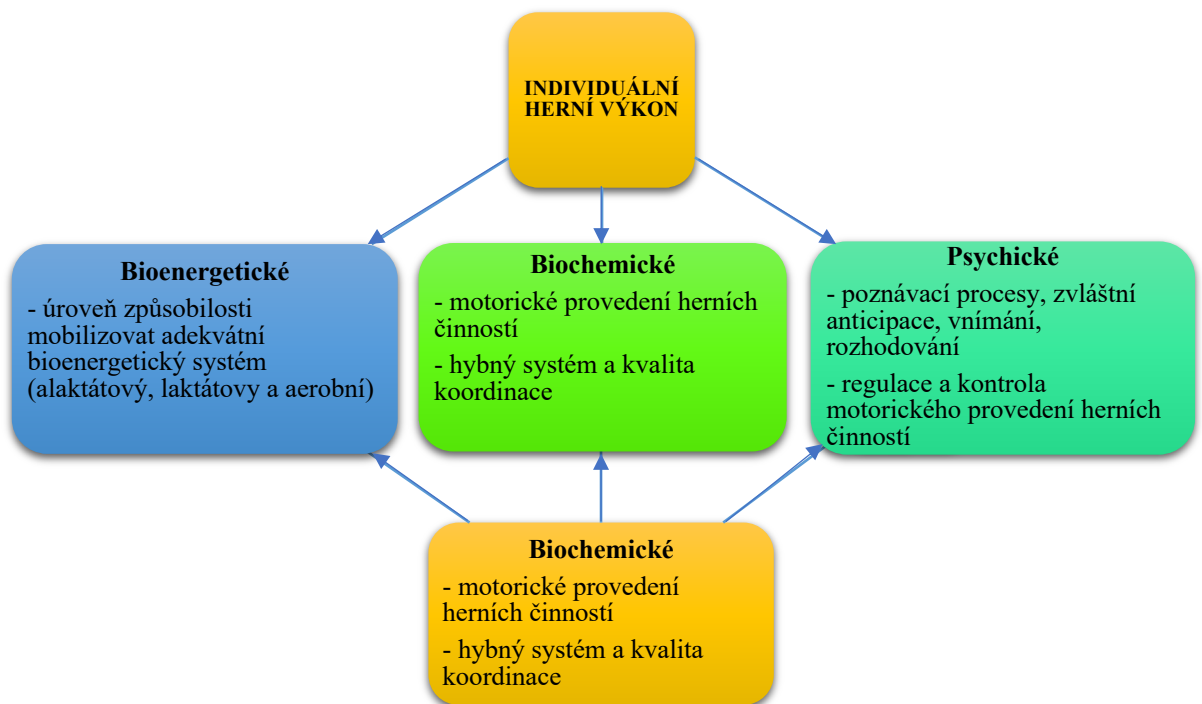 INDIVIDUÁLNÍ
HERNÍ VÝKON
Bioenergetické
- úroveň způsobilosti
mobilizovat adekvátní
bioenergetický systém
(alaktátový, laktátovy a aerobní)
Biochemické
- motorické provedení herních
činností
- hybný systém a kvalita
koordinace
Psychické
- poznávací procesy, zvláštní
anticipace, vnímání,
rozhodování
- regulace a kontrola
motorického provedení herních
činností
Biochemické
- motorické provedení
herních činností
- hybný systém a kvalita
koordinace